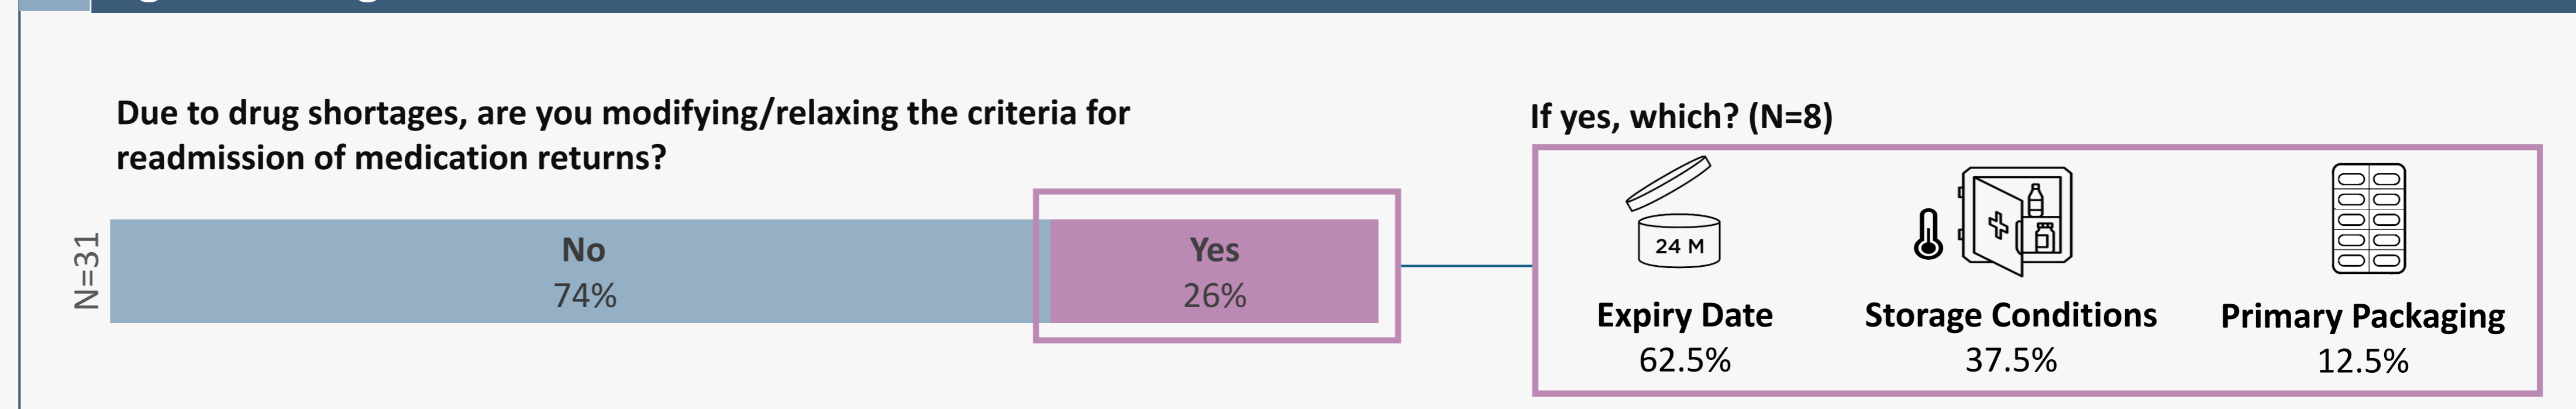 Due to drug shortages, are you modifying/relaxing the criteria for
readmission of medication returns?
N=31
No
74%
Yes
26%
If yes, which? (N=8)
24 M
Expiry Date
62.5%
Storage Conditions
37.5%
Primary Packaging
12.5%